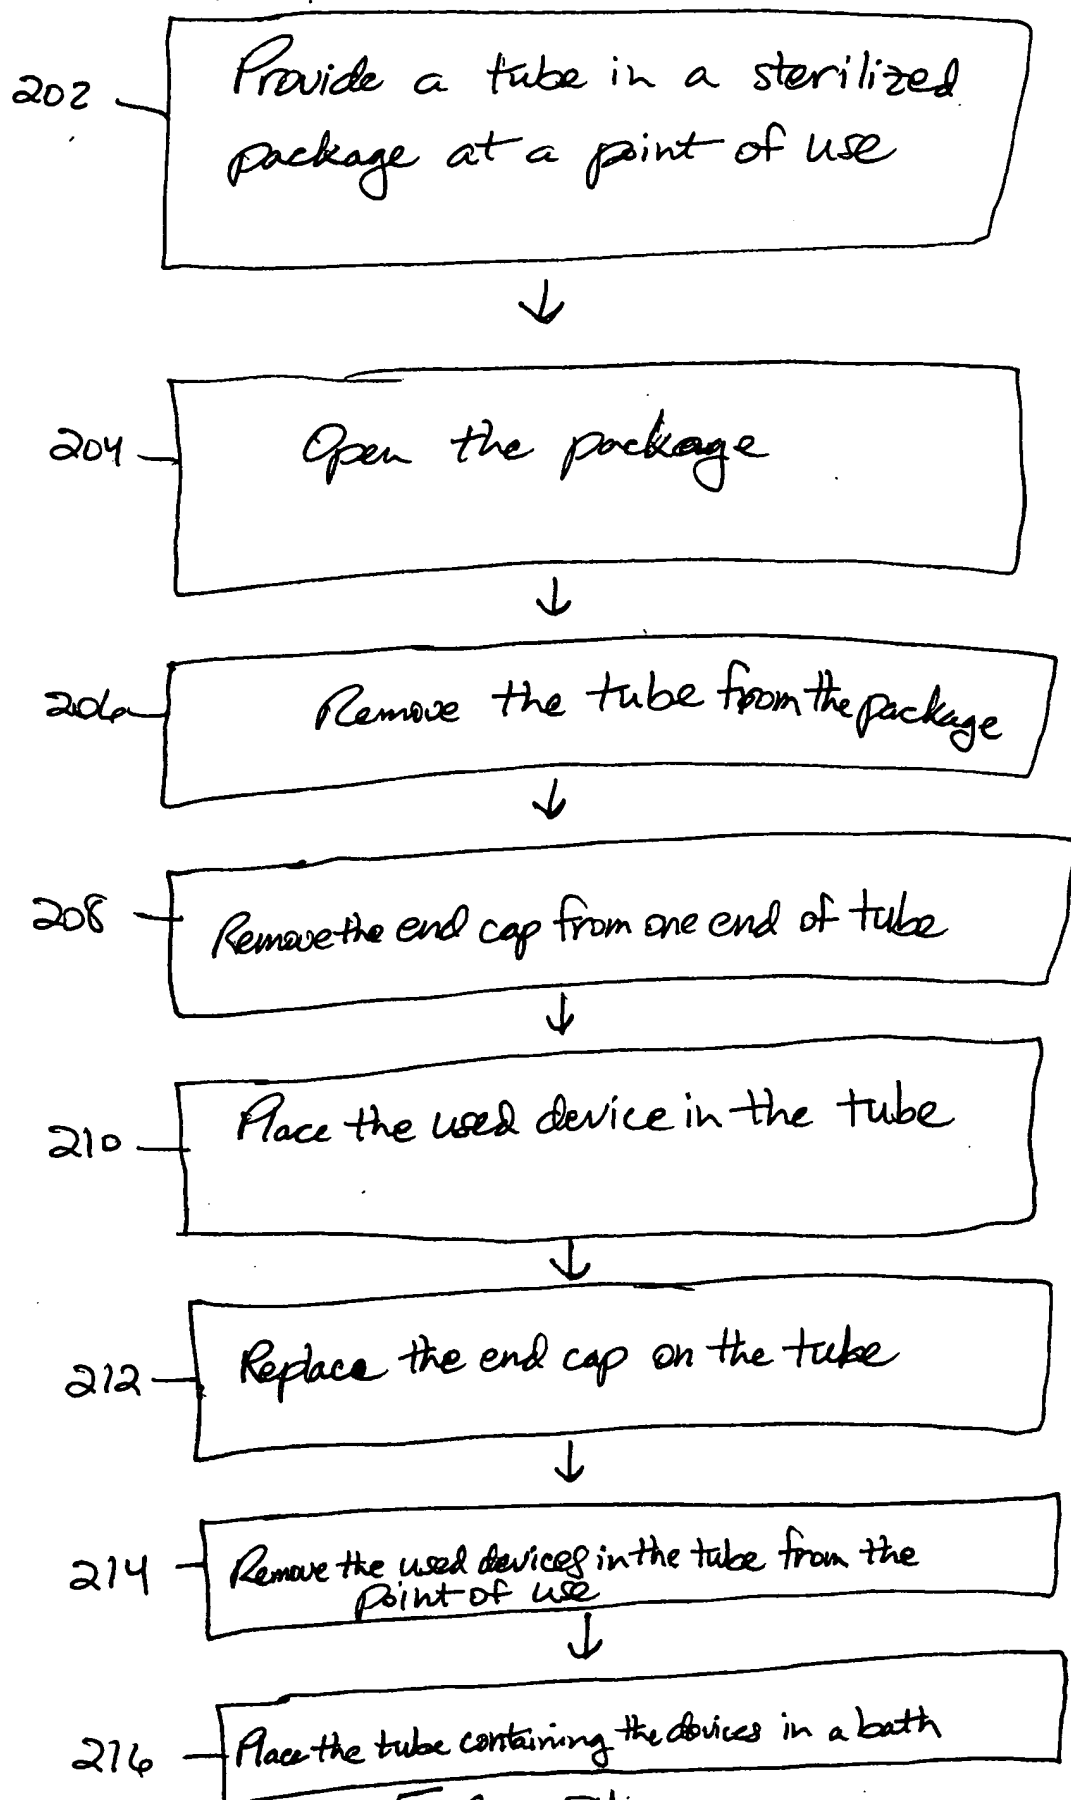 202
Provide a tube in a sterilized
package at a point of use
204
Open the package
206
Remove the tube from the package
208
Remove the end cap from one end of tube
210
Place the used device in the tube
212
Replace the end cap on the tube
214
Remove the used devices in the tube from the
point of use
216
Place the tube containing the devices in a bath